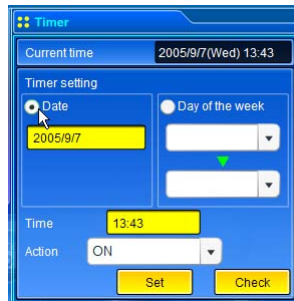 Timer
Current time 2005/9/7(Wed) 13:43
Timer setting
Date Day of the week
2005/9/7
Time 13:43
Action ON
Set Check